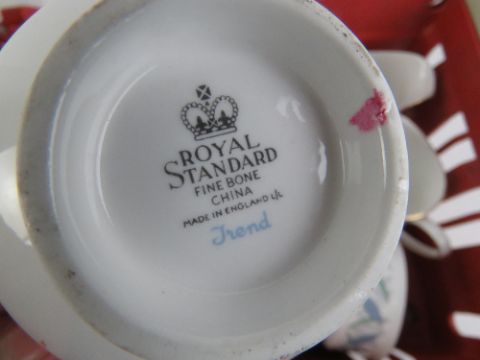 ROYAL
STANDARD
FINE BONE
CHINA
MADE IN ENGLAND
Trend